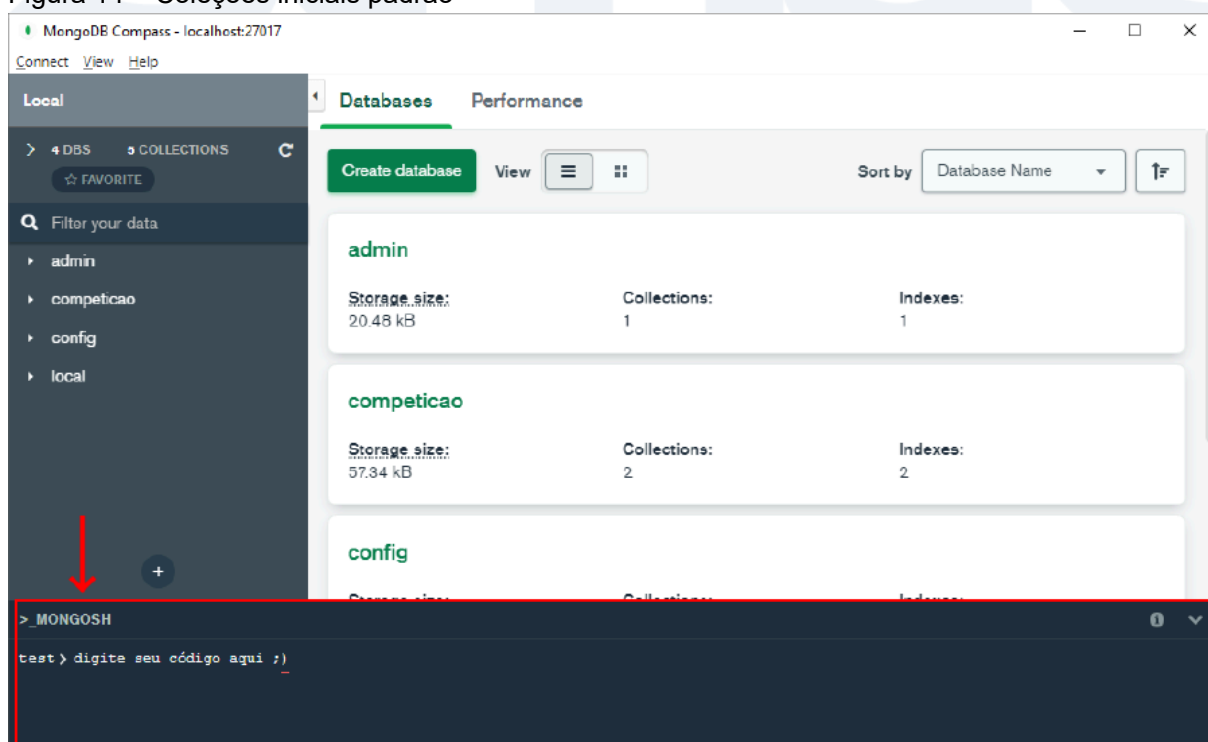 MongoDB Compass - localhost:27017
Connect View Help
Local
4 DBS 5 COLLECTIONS
FAVORITE
Filter your data
admin
competicao
config
local
Databases Performance
Create database View Sort by Database Name
admin
Storage size: Collections: Indexes:
20.48 kB 1 1
competicao
Storage size: Collections: Indexes:
57.34 kB 2 2
config
>_MONGOSH
test> digite seu código aqui ;)